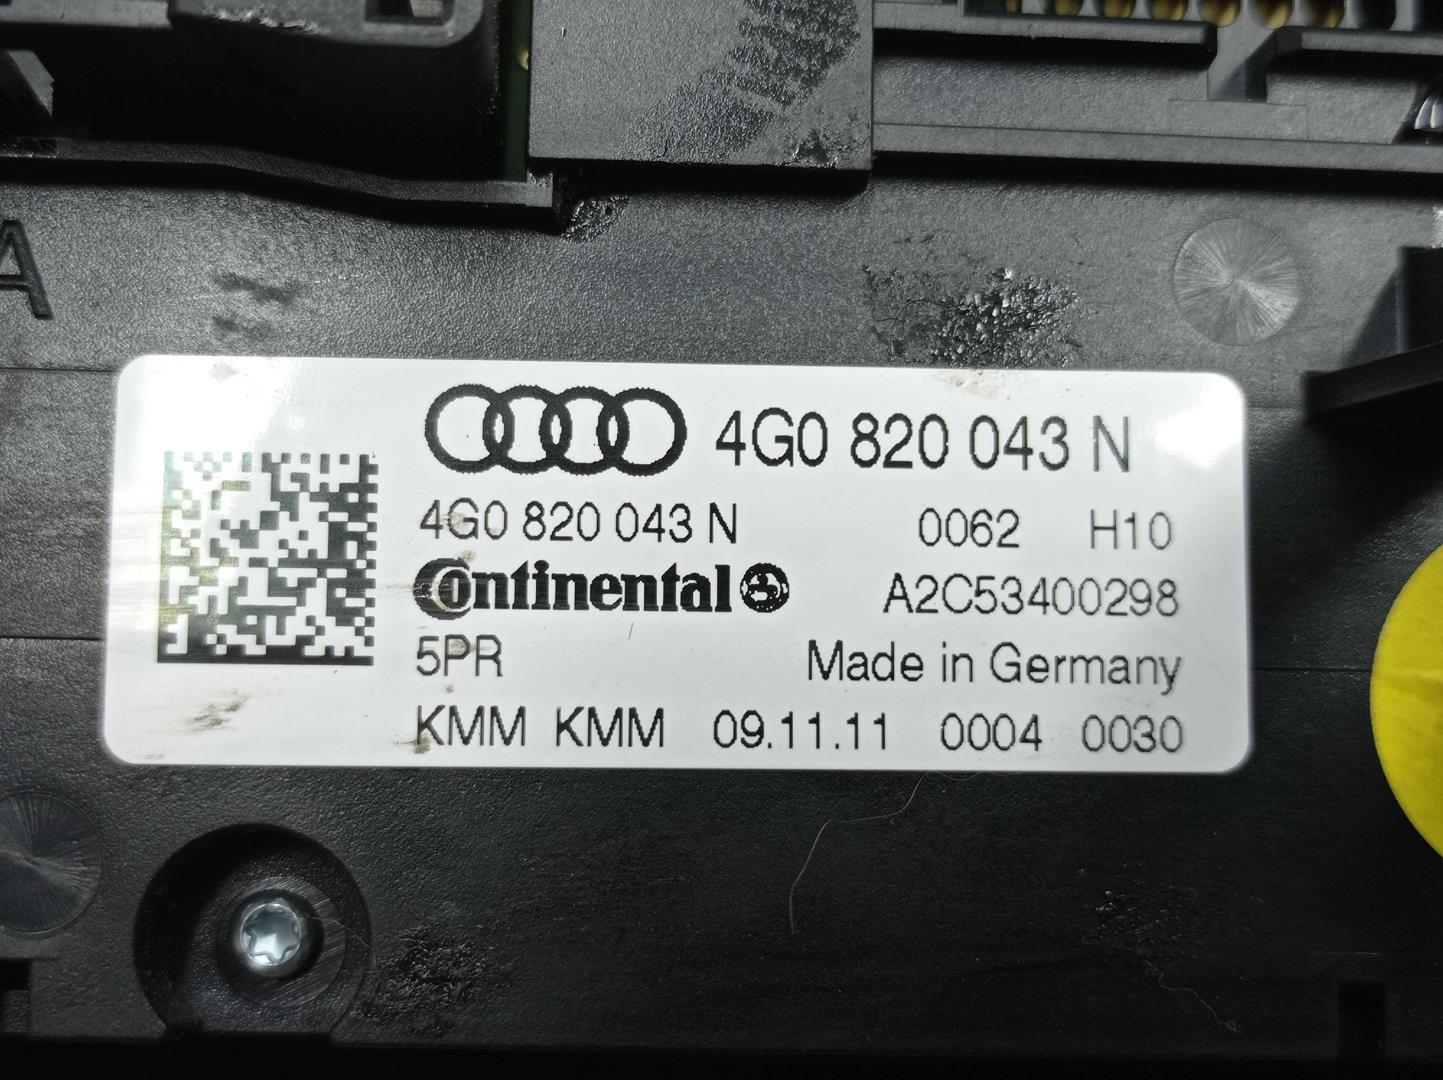 A
4G0 820 043 N
4G0 820 043 N 0062 H10
Continental A2C53400298
5PR Made in Germany
KMM KMM 09.11.11 0004 0030